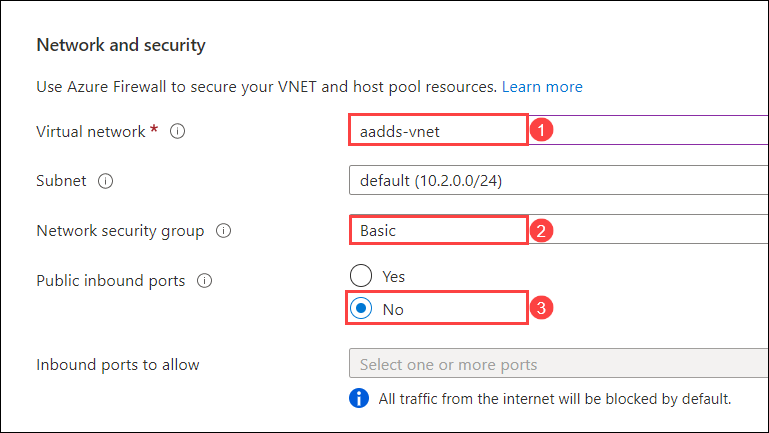 Network and security
Use Azure Firewall to secure your VNET and host pool resources. Learn more
Virtual network * aadds-vnet 1
Subnet default (10.2.0.0/24)
Network security group Basic 2
Public inbound ports Yes
No 3
Inbound ports to allow Select one or more ports
All traffic from the internet will be blocked by default.